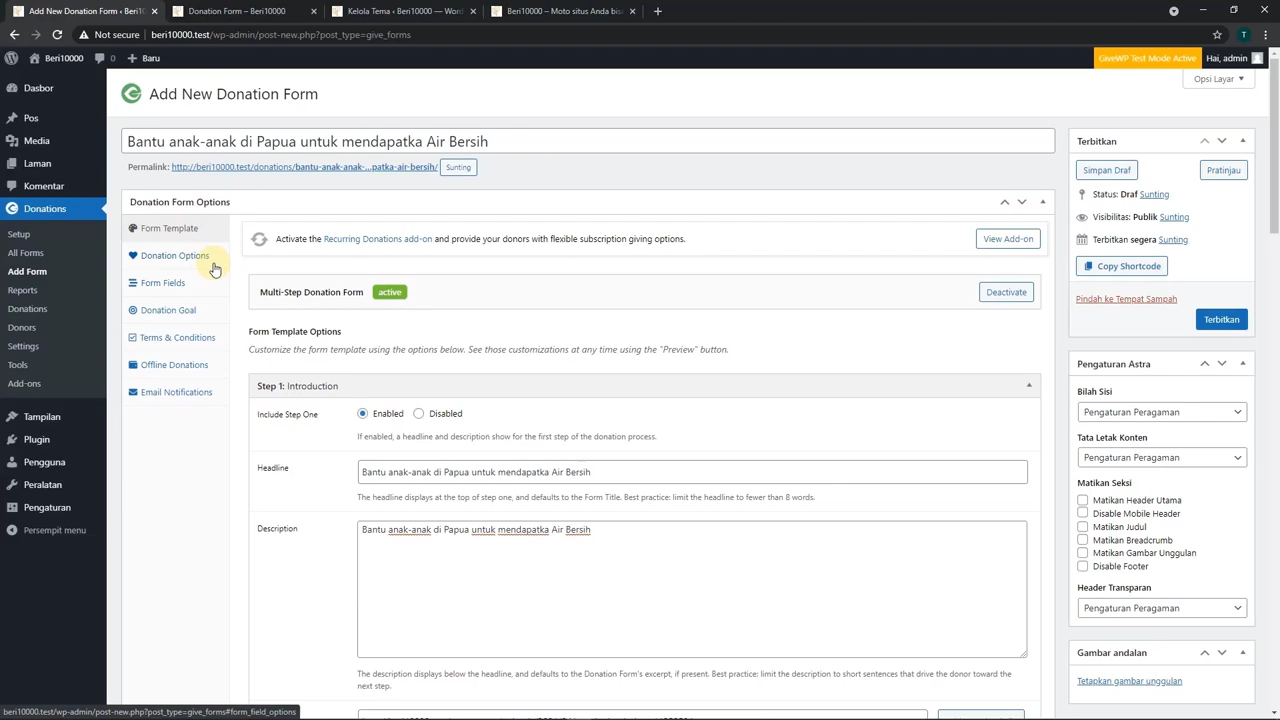 Add New Donation Form ‹ Beri10
Donation Form – Beri10000
Kelola Tema ‹ Beri10000 — Word
Beri10000 – Moto situs Anda bis
Not secure
beri10000.test/wp-admin/post-new.php?post_type=give_forms
T
Beri10000
0
Baru
GiveWP Test Mode Active
Hai, admin
Dasbor
Pos
Media
Laman
Komentar
Donations
Setup
All Forms
Add Form
Reports
Donations
Donors
Settings
Tools
Add-ons
Tampilan
Plugin
Pengguna
Peralatan
Pengaturan
Persempit menu
Opsi Layar
Add New Donation Form
Bantu anak-anak di Papua untuk mendapatka Air Bersih
Permalink: http://beri10000.test/donations/bantu-anak-anak-…patka-air-bersih/ Sunting
Donation Form Options
Form Template
Donation Options
Form Fields
Donation Goal
Terms & Conditions
Offline Donations
Email Notifications
Activate the Recurring Donations add-on and provide your donors with flexible subscription giving options.
View Add-on
Multi-Step Donation Form active
Deactivate
Form Template Options
Customize the form template using the options below. See those customizations at any time using the "Preview" button.
Step 1: Introduction
Include Step One
Enabled
Disabled
If enabled, a headline and description show for the first step of the donation process.
Headline
Bantu anak-anak di Papua untuk mendapatka Air Bersih
The headline displays at the top of step one, and defaults to the Form Title. Best practice: limit the headline to fewer than 8 words.
Description
Bantu anak-anak di Papua untuk mendapatka Air Bersih
The description displays below the headline, and defaults to the Donation Form's excerpt, if present. Best practice: limit the description to short sentences that drive the donor toward the
next step.
Terbitkan
Simpan Draf
Pratinjau
Status: Draf Sunting
Visibilitas: Publik Sunting
Terbitkan segera Sunting
Copy Shortcode
Pindah ke Tempat Sampah
Terbitkan
Pengaturan Astra
Bilah Sisi
Pengaturan Peragaman
Tata Letak Konten
Pengaturan Peragaman
Matikan Seksi
Matikan Header Utama
Disable Mobile Header
Matikan Judul
Matikan Breadcrumb
Matikan Gambar Unggulan
Disable Footer
Header Transparan
Pengaturan Peragaman
Gambar andalan
Tetapkan gambar unggulan
beri10000.test/wp-admin/post-new.php?post_type=give_forms#form_field_options